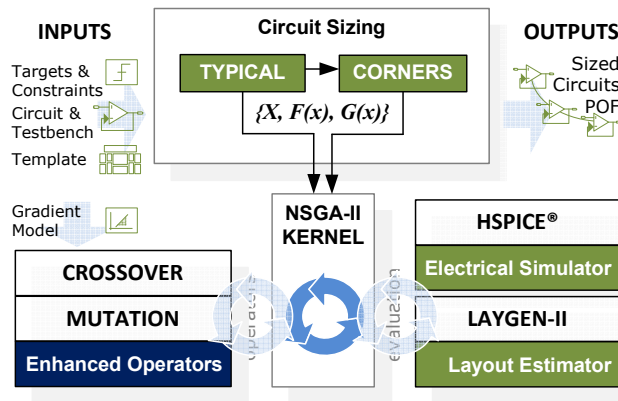 INPUTS
Circuit Sizing
OUTPUTS
Targets &
Constraints
Circuit &
Testbench
Template
TYPICAL
CORNERS
{X, F(x), G(x)}
Sized
Circuits
POF
Gradient
Model
NSGA-II
KERNEL
CROSSOVER
MUTATION
Enhanced Operators
operators
evaluation
HSPICE®
Electrical Simulator
LAYGEN-II
Layout Estimator